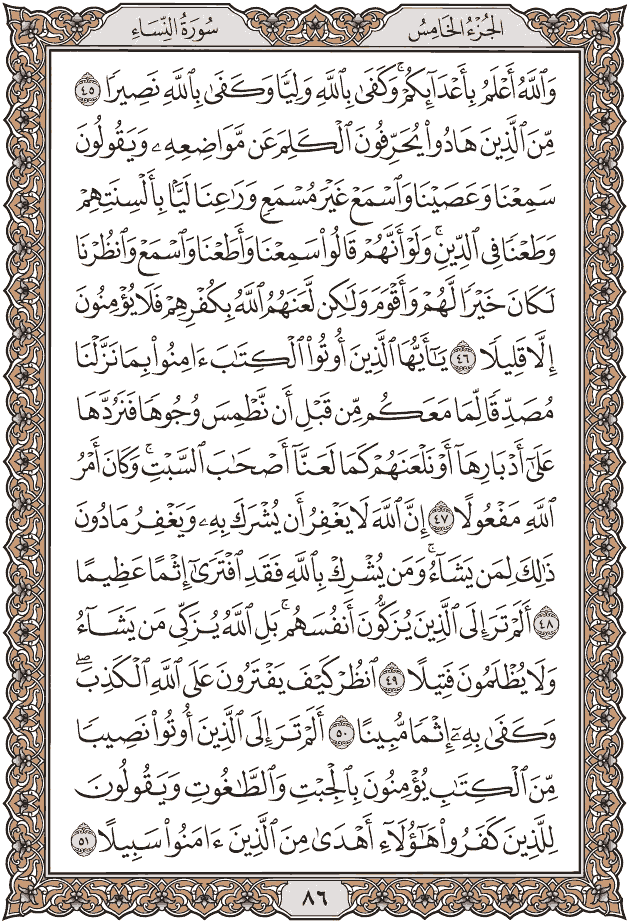 الجُزْءُ الخَامِسُ
سُورَةُ النِّسَاءِ
وَٱللَّهُ أَعْلَمُ بِأَعْدَآئِكُمْۚ وَكَفَىٰ بِٱللَّهِ وَلِيًّا وَكَفَىٰ بِٱللَّهِ نَصِيرًا ٤٥
مِّنَ ٱلَّذِينَ هَادُوا۟ يُحَرِّفُونَ ٱلْكَلِمَ عَن مَّوَاضِعِهِۦ وَيَقُولُونَ
سَمِعْنَا وَعَصَيْنَا وَٱسْمَعْ غَيْرَ مُسْمَعٍ وَرَٰعِنَا لَيًّۢا بِأَلْسِنَتِهِمْ
وَطَعْنًا فِى ٱلدِّينِۚ وَلَوْ أَنَّهُمْ قَالُوا۟ سَمِعْنَا وَأَطَعْنَا وَٱسْمَعْ وَٱنظُرْنَا
لَكَانَ خَيْرًا لَّهُمْ وَأَقْوَمَ وَلَٰكِن لَّعَنَهُمُ ٱللَّهُ بِكُفْرِهِمْ فَلَا يُؤْمِنُونَ
إِلَّا قَلِيلًا ٤٦ يَٰٓأَيُّهَا ٱلَّذِينَ أُوتُوا۟ ٱلْكِتَٰبَ ءَامِنُوا۟ بِمَا نَزَّلْنَا
مُصَدِّقًا لِّمَا مَعَكُم مِّن قَبْلِ أَن نَّطْمِسَ وُجُوهًا فَنَرُدَّهَا
عَلَىٰٓ أَدْبَارِهَآ أَوْ نَلْعَنَهُمْ كَمَا لَعَنَّآ أَصْحَٰبَ ٱلسَّبْتِۚ وَكَانَ أَمْرُ
ٱللَّهِ مَفْعُولًا ٤٧ إِنَّ ٱللَّهَ لَا يَغْفِرُ أَن يُشْرَكَ بِهِۦ وَيَغْفِرُ مَا دُونَ
ذَٰلِكَ لِمَن يَشَآءُۚ وَمَن يُشْرِكْ بِٱللَّهِ فَقَدِ ٱفْتَرَىٰٓ إِثْمًا عَظِيمًا
٤٨ أَلَمْ تَرَ إِلَى ٱلَّذِينَ يُزَكُّونَ أَنفُسَهُمۚ بَلِ ٱللَّهُ يُزَكِّى مَن يَشَآءُ
وَلَا يُظْلَمُونَ فَتِيلًا ٤٩ ٱنظُرْ كَيْفَ يَفْتَرُونَ عَلَى ٱللَّهِ ٱلْكَذِبَۖ
وَكَفَىٰ بِهِۦٓ إِثْمًا مُّبِينًا ٥٠ أَلَمْ تَرَ إِلَى ٱلَّذِينَ أُوتُوا۟ نَصِيبًا
مِّنَ ٱلْكِتَٰبِ يُؤْمِنُونَ بِٱلْجِبْتِ وَٱلطَّٰغُوتِ وَيَقُولُونَ
لِلَّذِينَ كَفَرُوا۟ هَٰٓؤُلَآءِ أَهْدَىٰ مِنَ ٱلَّذِينَ ءَامَنُوا۟ سَبِيلًا ٥١
٨٦